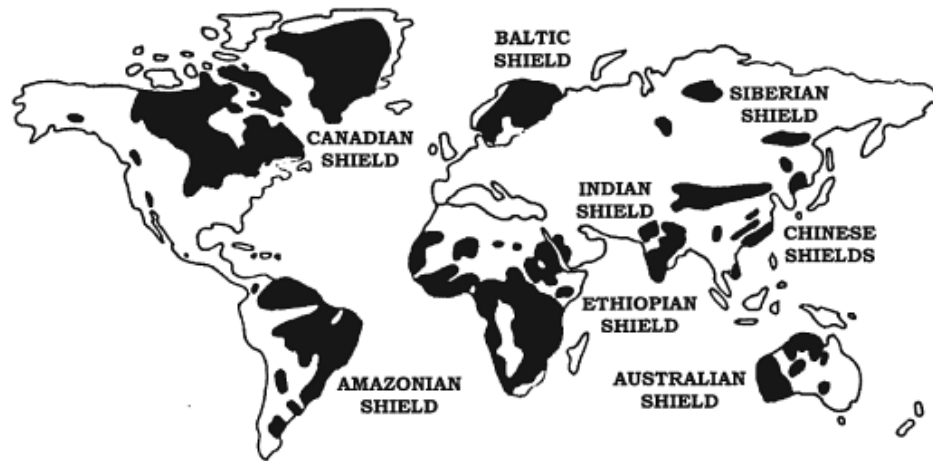 BALTIC
SHIELD
SIBERIAN
SHIELD
CANADIAN
SHIELD
INDIAN
SHIELD
CHINESE
SHIELDS
ETHIOPIAN
SHIELD
AMAZONIAN
SHIELD
AUSTRALIAN
SHIELD